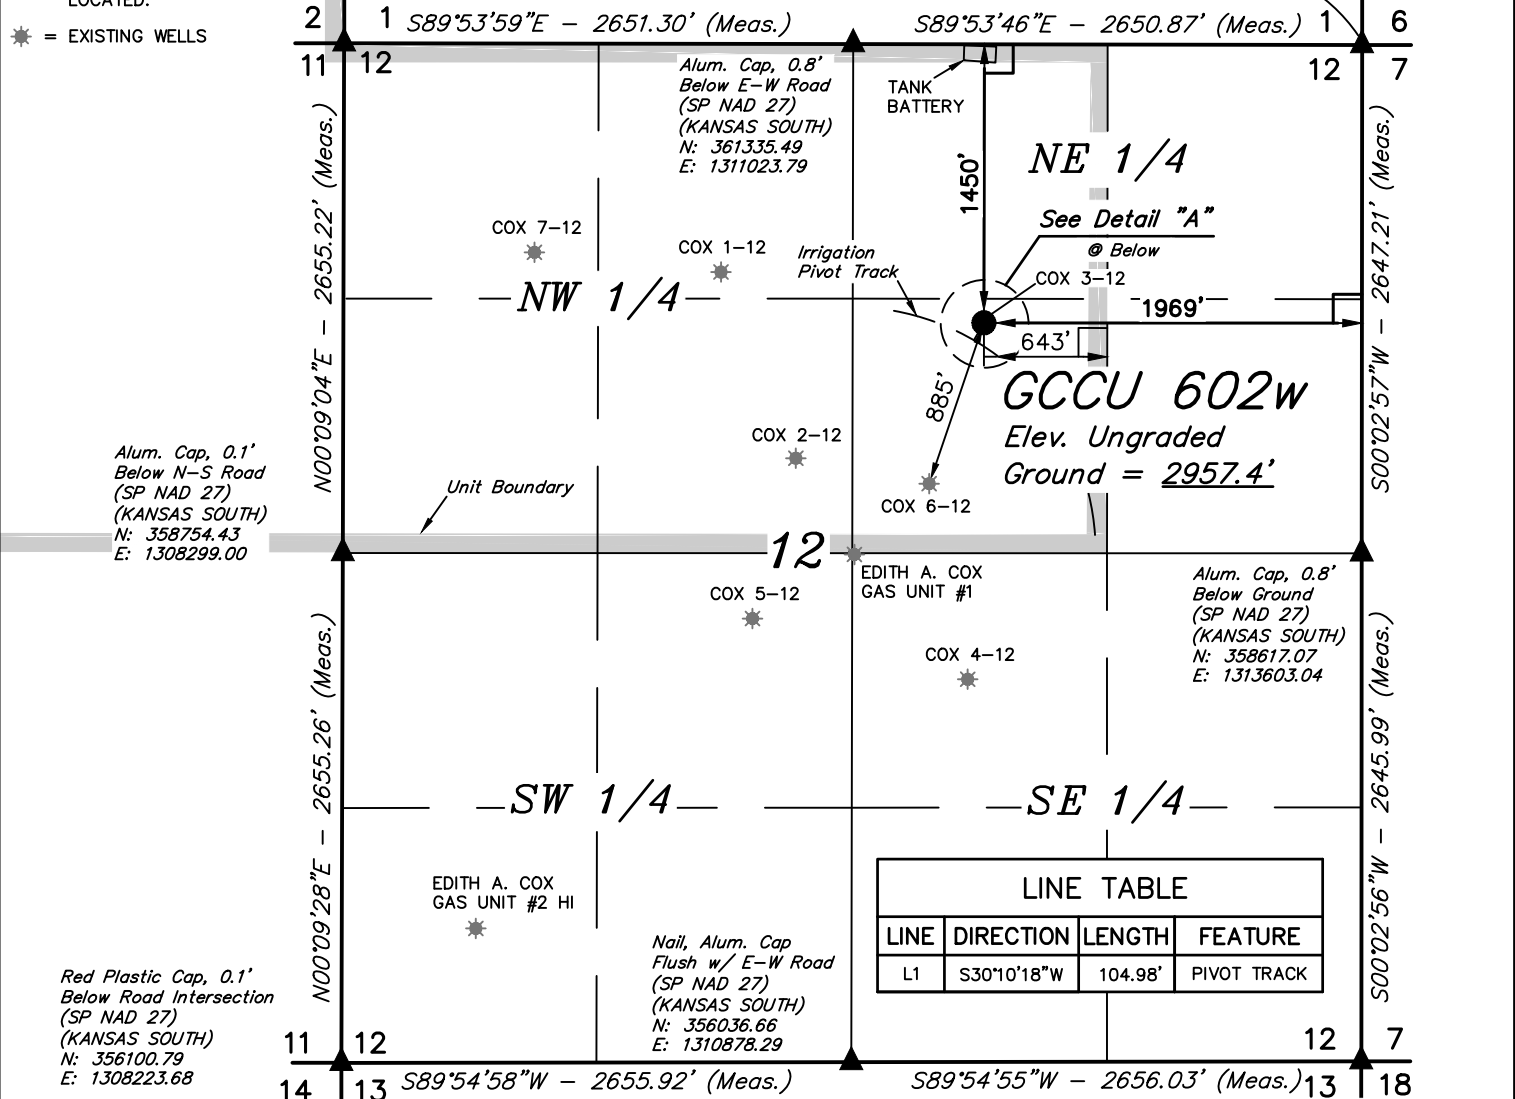 LOCATED.
= EXISTING WELLS
2 1
S89°53'59"E - 2651.30' (Meas.)
S89°53'46"E - 2650.87' (Meas.)
1 6
11 12
12 7
Alum. Cap, 0.8'
Below E-W Road
(SP NAD 27)
(KANSAS SOUTH)
N: 361335.49
E: 1311023.79
TANK
BATTERY
NE 1/4
1450'
N00°09'04"E - 2655.22' (Meas.)
S00°02'57"W - 2647.21' (Meas.)
See Detail "A"
@ Below
COX 7-12
COX 1-12
Irrigation
Pivot Track
COX 3-12
NW 1/4
1969'
643'
885'
GCCU 602w
Elev. Ungraded
Ground = 2957.4'
COX 2-12
COX 6-12
Alum. Cap, 0.1'
Below N-S Road
(SP NAD 27)
(KANSAS SOUTH)
N: 358754.43
E: 1308299.00
Unit Boundary
12
EDITH A. COX
GAS UNIT #1
COX 5-12
Alum. Cap, 0.8'
Below Ground
(SP NAD 27)
(KANSAS SOUTH)
N: 358617.07
E: 1313603.04
COX 4-12
N00°09'28"E - 2655.26' (Meas.)
S00°02'56"W - 2645.99' (Meas.)
SW 1/4
SE 1/4
EDITH A. COX
GAS UNIT #2 HI
LINE TABLE
LINE DIRECTION LENGTH FEATURE
L1 S30°10'18"W 104.98' PIVOT TRACK
Nail, Alum. Cap
Flush w/ E-W Road
(SP NAD 27)
(KANSAS SOUTH)
N: 356036.66
E: 1310878.29
Red Plastic Cap, 0.1'
Below Road Intersection
(SP NAD 27)
(KANSAS SOUTH)
N: 356100.79
E: 1308223.68
11 12
12 7
14 13
S89°54'58"W - 2655.92' (Meas.)
S89°54'55"W - 2656.03' (Meas.)
13 18